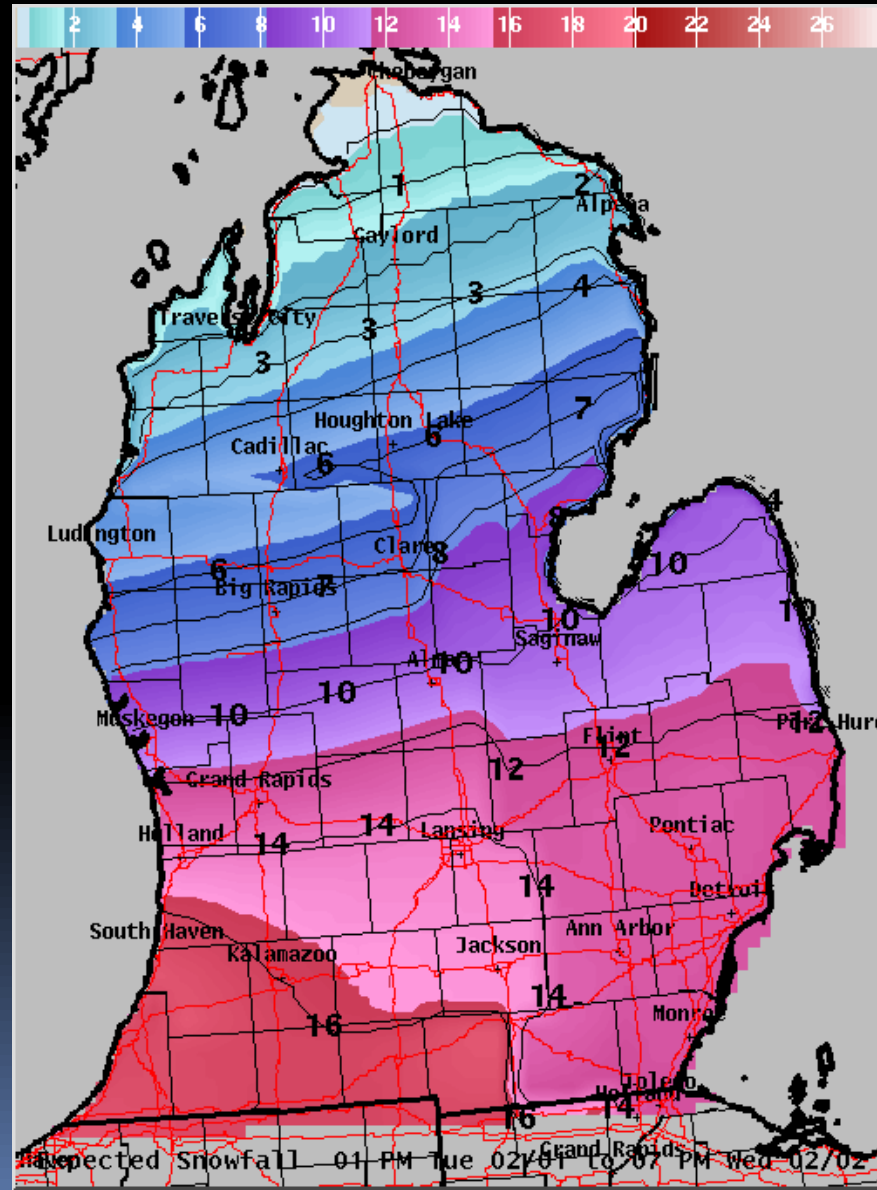 2 4 6 8 10 12 14 16 18 20 22 24 26
Cheboygan
1
2
Alpena
Gaylord
3
4
Traverse City
3
3
7
Houghton Lake
6
Cadillac
6
4
Ludington
8
Clare
8
10
6
7
Big Rapids
10
10
Saginaw
Alma
10
10
10
Muskegon
Port Huron
12
Flint
12
12
Grand Rapids
14
Pontiac
Holland
Lansing
14
14
Detroit
South Haven
Ann Arbor
Kalamazoo
Jackson
14
Monroe
16
Toledo
14
16
Grand Rapids
Expected Snowfall 01 PM Tue 02/01 to 07 PM Wed 02/02